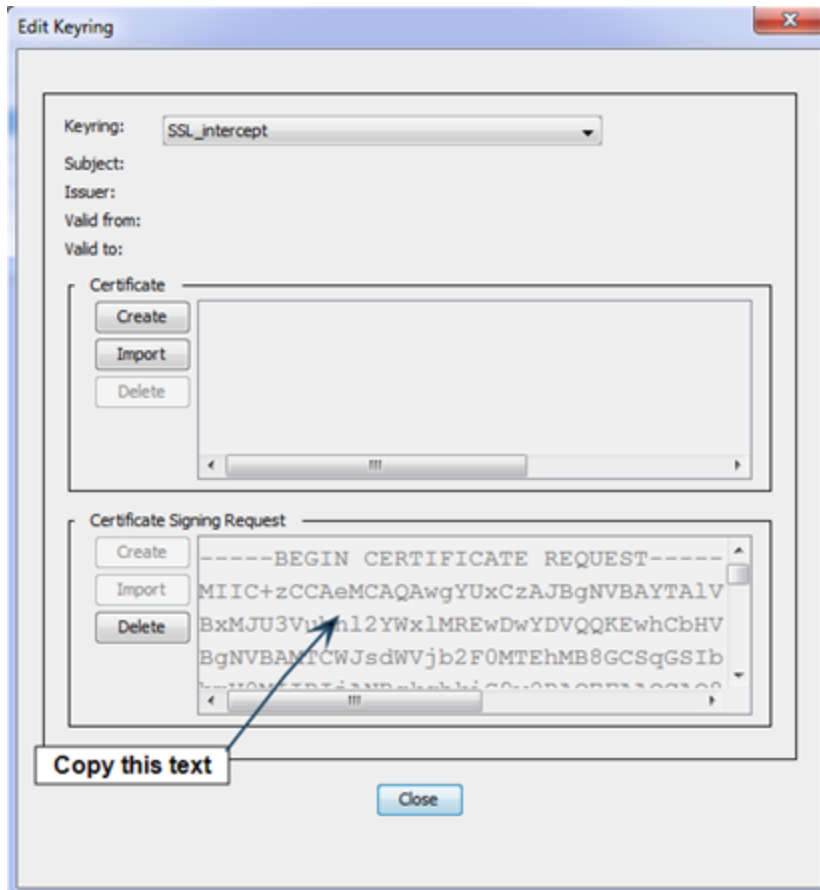 Edit Keyring
Keyring: SSL_intercept
Subject:
Issuer:
Valid from:
Valid to:
Certificate
Create
Import
Delete
Certificate Signing Request
Create
Import
Delete
-----BEGIN CERTIFICATE REQUEST-----
MIIC+zCCAeMCAQAwgYUxCzAJBgNVBAYTAlV
BgNVBAMTCWJsdWVjb2F0MTEhMB8GCSqGSIb
Copy this text
Close